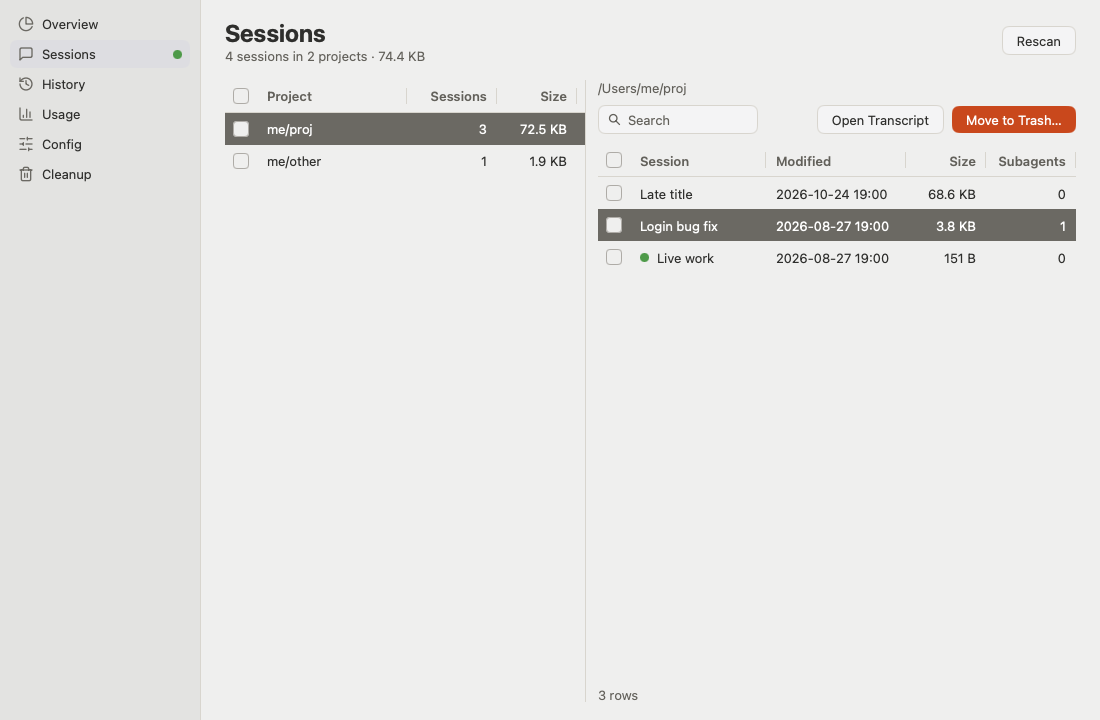 Overview
Sessions
History
Usage
Config
Cleanup
Sessions
4 sessions in 2 projects · 74.4 KB
Rescan
Project Sessions Size
me/proj 3 72.5 KB
me/other 1 1.9 KB
/Users/me/proj
Search
Open Transcript
Move to Trash...
Session Modified Size Subagents
Late title 2026-10-24 19:00 68.6 KB 0
Login bug fix 2026-08-27 19:00 3.8 KB 1
Live work 2026-08-27 19:00 151 B 0
3 rows